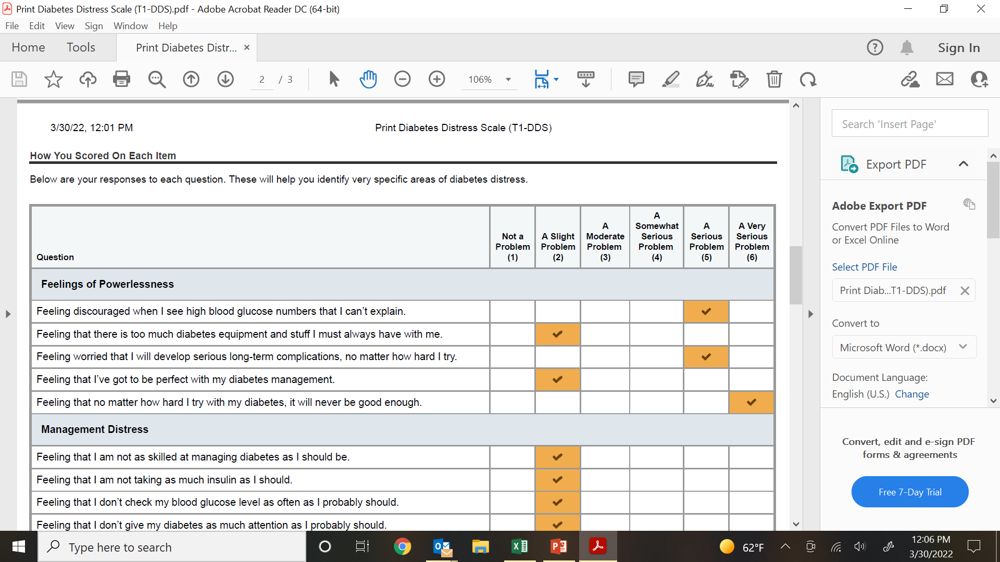 Print Diabetes Distress Scale (T1-DDS).pdf - Adobe Acrobat Reader DC (64-bit)
File Edit View Sign Window Help
Home Tools Print Diabetes Distr... × Sign In
2 / 3 106%
3/30/22, 12:01 PM Print Diabetes Distress Scale (T1-DDS)
How You Scored On Each Item
Below are your responses to each question. These will help you identify very specific areas of diabetes distress.
Question
Not a
Problem
(1)
A Slight
Problem
(2)
A
Moderate
Problem
(3)
A
Somewhat
Serious
Problem
(4)
A
Serious
Problem
(5)
A Very
Serious
Problem
(6)
Feelings of Powerlessness
Feeling discouraged when I see high blood glucose numbers that I can't explain.
Feeling that there is too much diabetes equipment and stuff I must always have with me.
Feeling worried that I will develop serious long-term complications, no matter how hard I try.
Feeling that I've got to be perfect with my diabetes management.
Feeling that no matter how hard I try with my diabetes, it will never be good enough.
Management Distress
Feeling that I am not as skilled at managing diabetes as I should be.
Feeling that I am not taking as much insulin as I should.
Feeling that I don't check my blood glucose level as often as I probably should.
Feeling that I don't give my diabetes as much attention as I probably should.
Search 'Insert Page'
Export PDF
Adobe Export PDF
Convert PDF Files to Word
or Excel Online
Select PDF File
Print Diab...T1-DDS).pdf
Convert to
Microsoft Word (*.docx)
Document Language:
English (U.S.) Change
Convert, edit and e-sign PDF
forms & agreements
Free 7-Day Trial
Type here to search
62°F
12:06 PM
3/30/2022